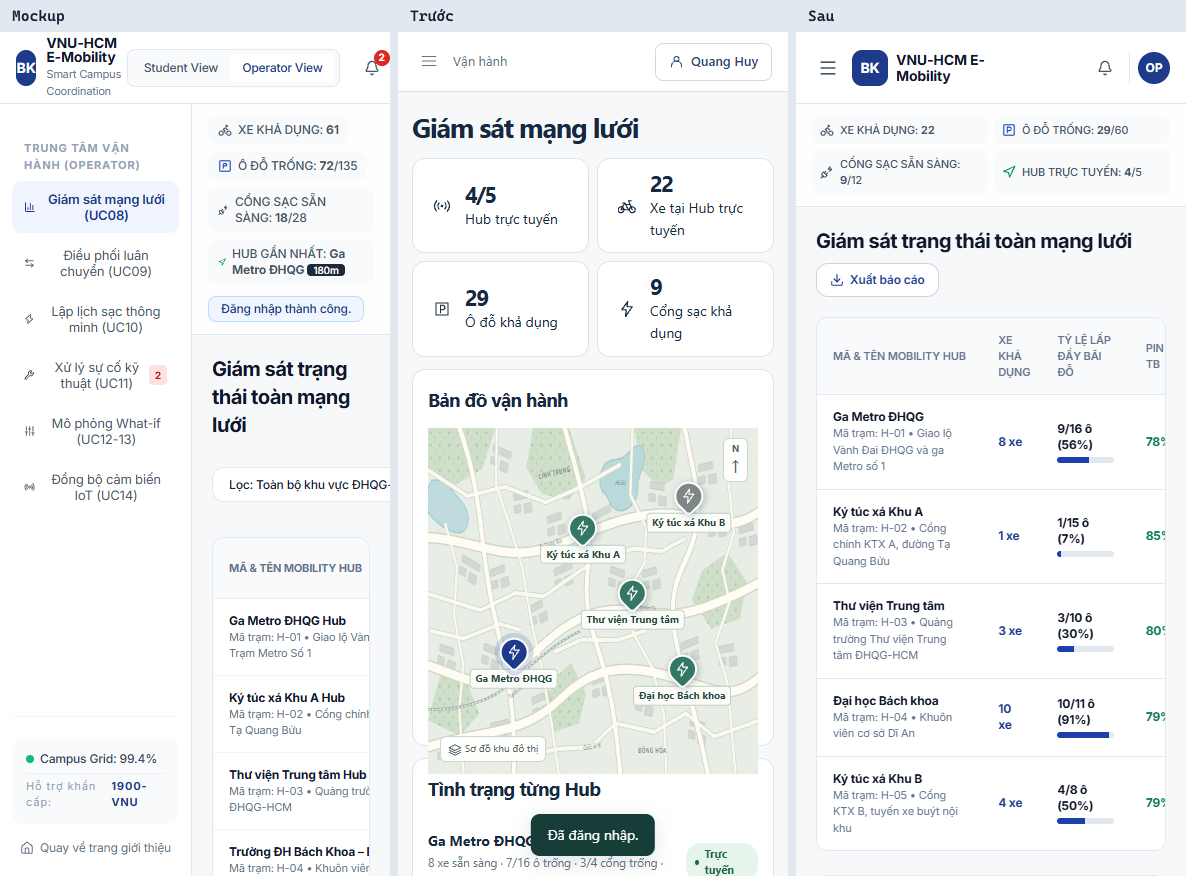 Mockup
BK
VNU-HCM
E-Mobility
Smart Campus
Coordination
Student View
Operator View
2
TRUNG TÂM VẬN
HÀNH (OPERATOR)
Giám sát mạng lưới
(UC08)
Điều phối luân
chuyển (UC09)
Lập lịch sạc thông
minh (UC10)
Xử lý sự cố kỹ
thuật (UC11)
2
Mô phỏng What-if
(UC12-13)
Đồng bộ cảm biến
IoT (UC14)
Campus Grid: 99.4%
Hỗ trợ khẩn
cấp:
1900-
VNU
Quay về trang giới thiệu
XE KHẢ DỤNG: 61
Ô ĐỖ TRỐNG: 72/135
CỔNG SẠC SẴN
SÀNG: 18/28
HUB GẦN NHẤT: Ga
Metro ĐHQG 180m
Đăng nhập thành công.
Giám sát trạng
thái toàn mạng
lưới
Lọc: Toàn bộ khu vực ĐHQG-
MÃ & TÊN MOBILITY HUB
Ga Metro ĐHQG Hub
Mã trạm: H-01 • Giao lộ Vàn
Trạm Metro Số 1
Ký túc xá Khu A Hub
Mã trạm: H-02 • Cổng chính
Tạ Quang Bửu
Thư viện Trung tâm Hub
Mã trạm: H-03 • Quảng trườ
ĐHQG-HCM
Trường ĐH Bách Khoa –
Mã trạm: H-04 • Khuôn viên
Trước
Vận hành
Quang Huy
Giám sát mạng lưới
4/5
Hub trực tuyến
22
Xe tại Hub trực
tuyến
29
Ô đỗ khả dụng
9
Cổng sạc khả
dụng
Bản đồ vận hành
N
LINH TRUNG
Ký túc xá Khu B
Ký túc xá Khu A
Thư viện Trung tâm
Ga Metro ĐHQG
Đại học Bách khoa
Sơ đồ khu đô thị
ĐÔNG HÒA
Tình trạng từng Hub
Ga Metro ĐHQG
8 xe sẵn sàng · 7/16 ô trống · 3/4 cổng trống ·
Trực
tuyến
Đã đăng nhập.
Sau
BK
VNU-HCM E-
Mobility
OP
XE KHẢ DỤNG: 22
Ô ĐỖ TRỐNG: 29/60
CỔNG SẠC SẴN SÀNG:
9/12
HUB TRỰC TUYẾN: 4/5
Giám sát trạng thái toàn mạng lưới
Xuất báo cáo
MÃ & TÊN MOBILITY HUB
XE
KHẢ
DỤNG
TỶ LỆ LẤP
ĐẦY BÃI
ĐỖ
PIN
TB
Ga Metro ĐHQG
Mã trạm: H-01 • Giao lộ
Vành Đai ĐHQG và ga
Metro số 1
8 xe
9/16 ô
(56%)
78%
Ký túc xá Khu A
Mã trạm: H-02 • Cổng
chính KTX A, đường Tạ
Quang Bửu
1 xe
1/15 ô
(7%)
85%
Thư viện Trung tâm
Mã trạm: H-03 • Quảng
trường Thư viện Trung
tâm ĐHQG-HCM
3 xe
3/10 ô
(30%)
80%
Đại học Bách khoa
Mã trạm: H-04 • Khuôn
viên cơ sở Dĩ An
10
xe
10/11 ô
(91%)
79%
Ký túc xá Khu B
Mã trạm: H-05 • Cổng
KTX B, tuyến xe buýt nội
khu
4 xe
4/8 ô
(50%)
79%